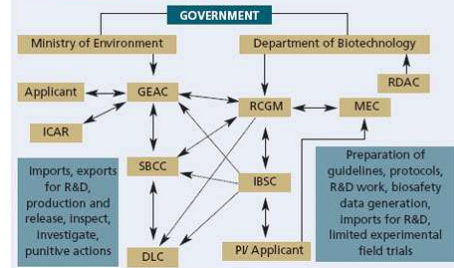 GOVERNMENT
Ministry of Environment
Department of Biotechnology
Applicant
GEAC
RCGM
MEC
RDAC
ICAR
SBCC
IBSC
DLC
PI/ Applicant
Imports, exports
for R&D,
production and
release, inspect,
investigate,
punitive actions
Preparation of
guidelines, protocols,
R&D work, biosafety
data generation,
imports for R&D,
limited experimental
field trials